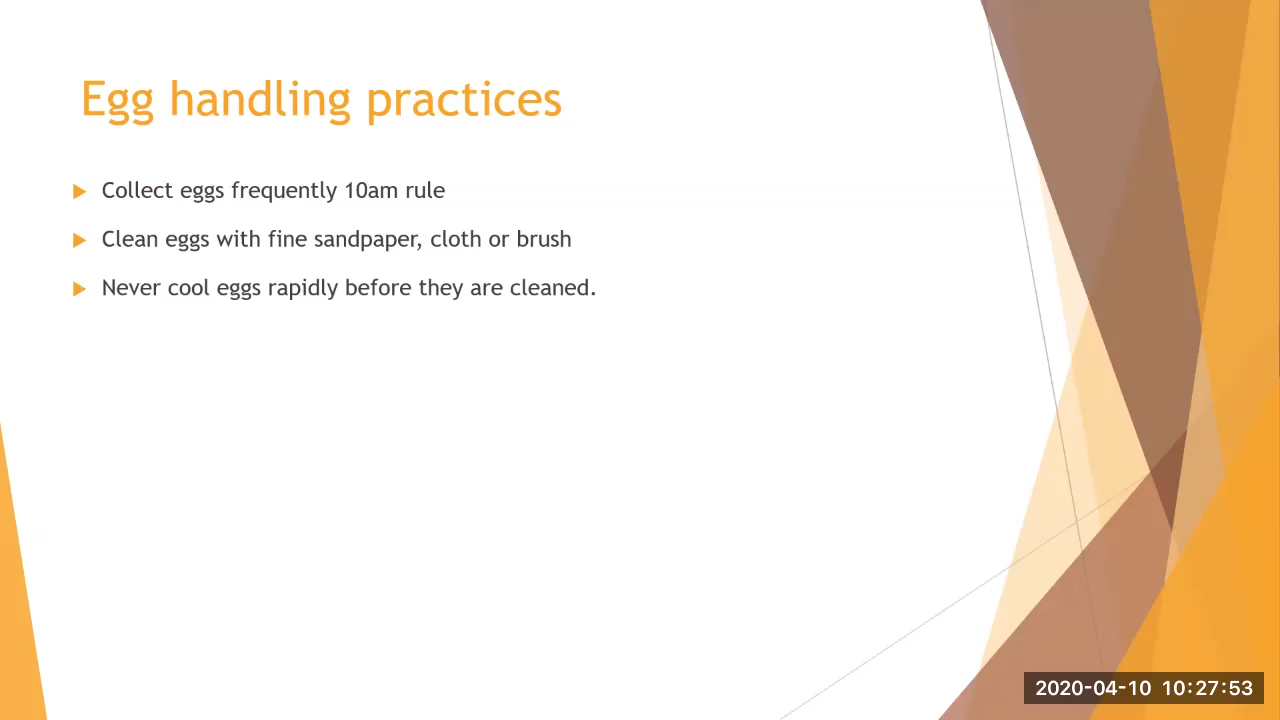 Egg handling practices
Collect eggs frequently 10am rule
Clean eggs with fine sandpaper, cloth or brush
Never cool eggs rapidly before they are cleaned.
2020-04-10 10:27:53